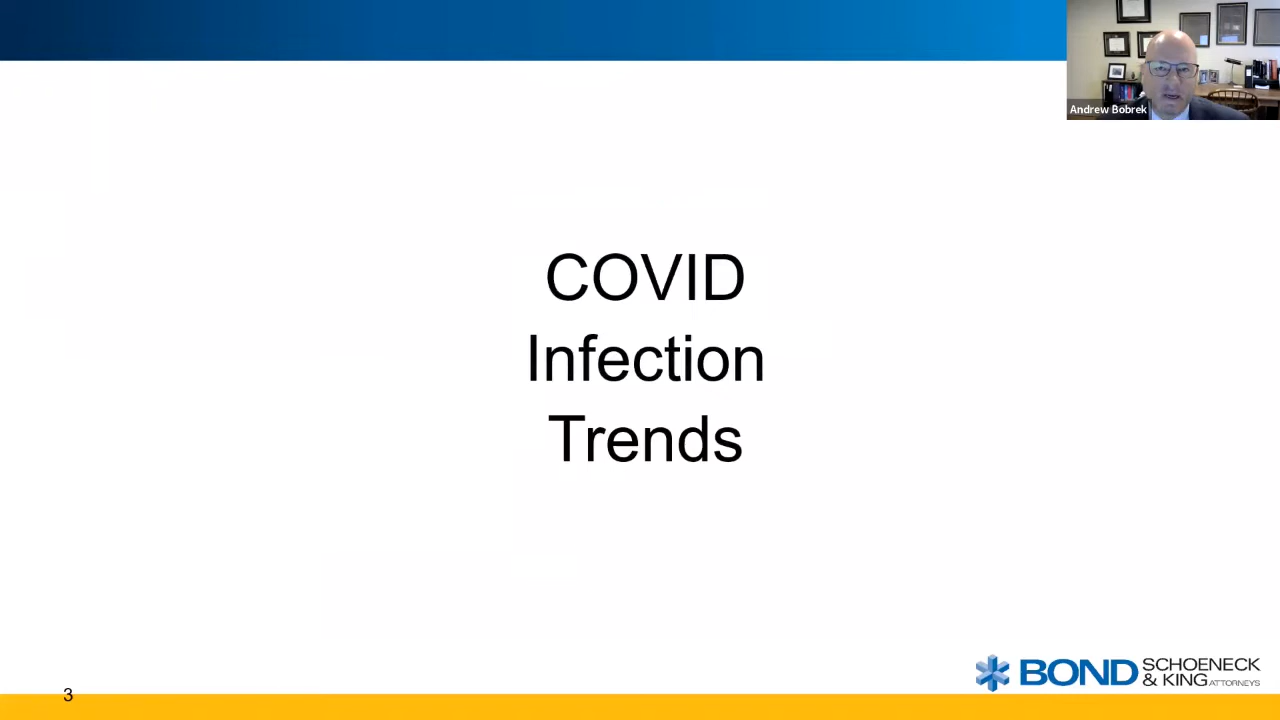 Andrew Bobrek
COVID
Infection
Trends
BOND SCHOENECK
& KING ATTORNEYS
3